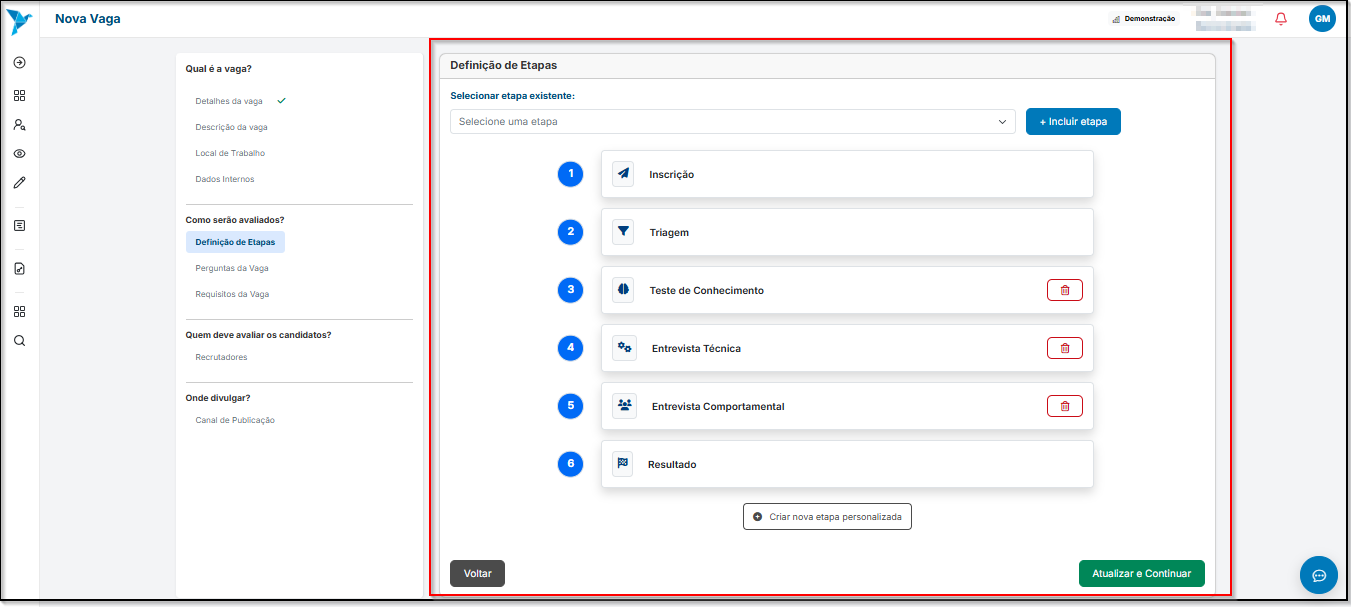 Nova Vaga
Demonstração
GM
Qual é a vaga?
Detalhes da vaga
Descrição da vaga
Local de Trabalho
Dados Internos
Como serão avaliados?
Definição de Etapas
Perguntas da Vaga
Requisitos da Vaga
Quem deve avaliar os candidatos?
Recrutadores
Onde divulgar?
Canal de Publicação
Definição de Etapas
Selecionar etapa existente:
Selecione uma etapa
+ Incluir etapa
1 Inscrição
2 Triagem
3 Teste de Conhecimento
4 Entrevista Técnica
5 Entrevista Comportamental
6 Resultado
Criar nova etapa personalizada
Voltar
Atualizar e Continuar